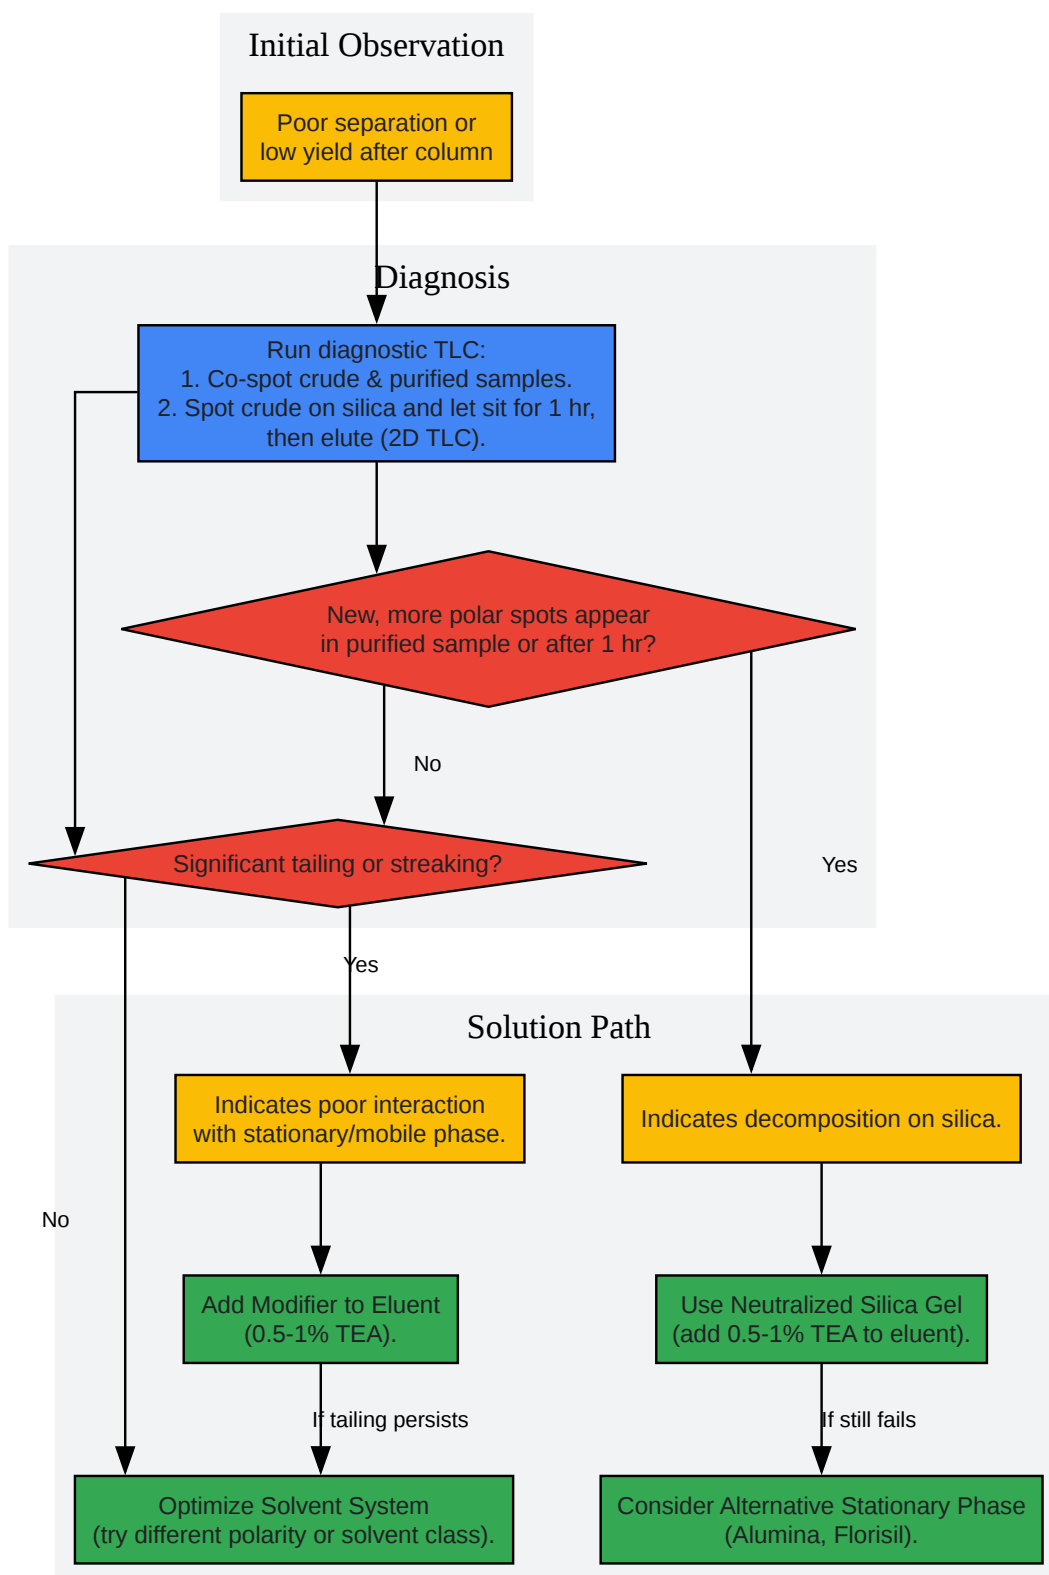 Initial Observation
Poor separation or
low yield after column
Diagnosis
Run diagnostic TLC:
1. Co-spot crude & purified samples.
2. Spot crude on silica and let sit for 1 hr,
then elute (2D TLC).
New, more polar spots appear
in purified sample or after 1 hr?
No
Significant tailing or streaking?
Yes
Yes
Solution Path
Indicates poor interaction
with stationary/mobile phase.
Indicates decomposition on silica.
No
Add Modifier to Eluent
(0.5-1% TEA).
Use Neutralized Silica Gel
(add 0.5-1% TEA to eluent).
If tailing persists
If still fails
Optimize Solvent System
(try different polarity or solvent class).
Consider Alternative Stationary Phase
(Alumina, Florisil).